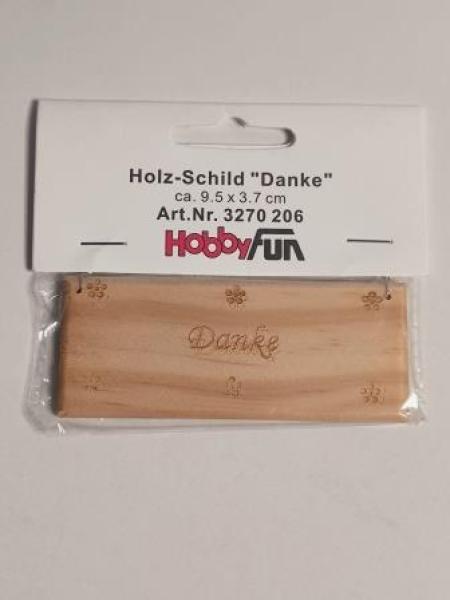 Holz-Schild "Danke"
ca. 9.5 x 3.7 cm
Art.Nr. 3270 206
HobbyFun
Danke